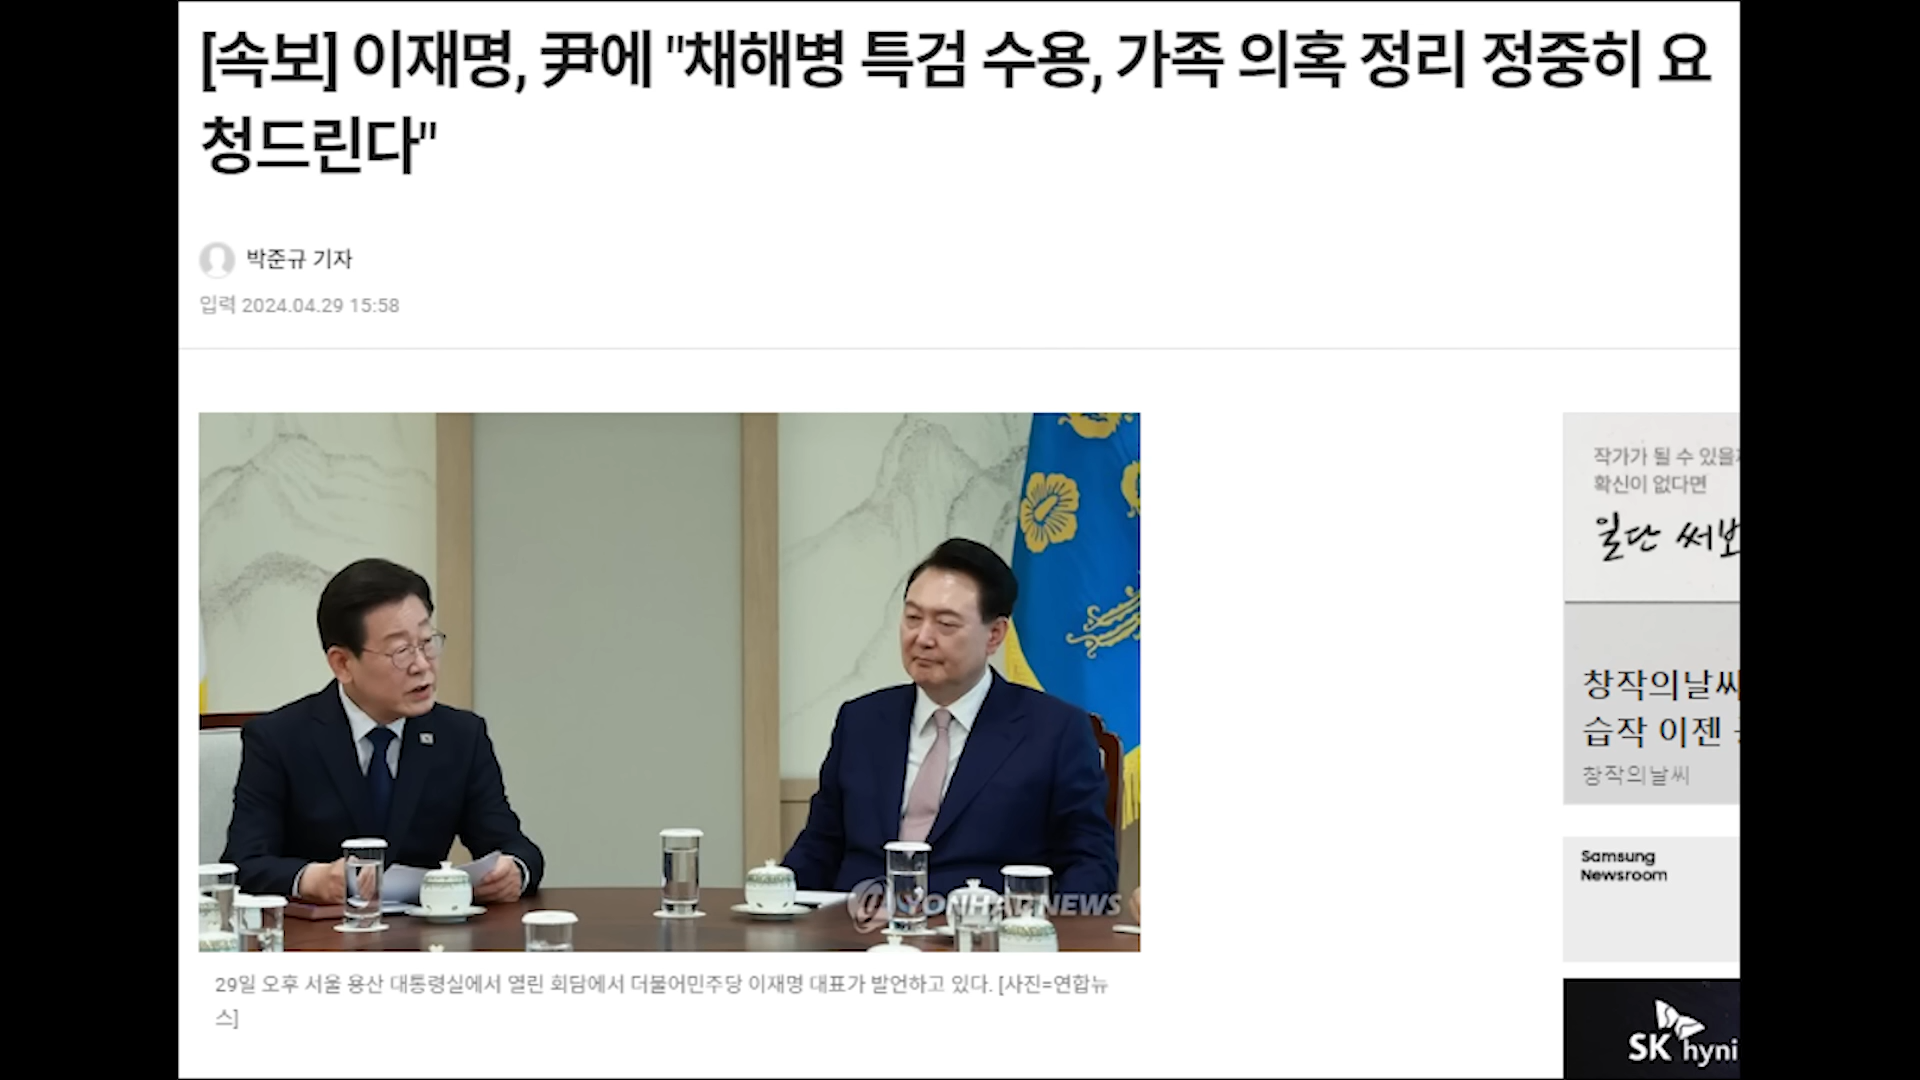 [속보] 이재명, 尹에 "채해병 특검 수용, 가족 의혹 정리 정중히 요
청드린다"
박준규 기자
입력 2024.04.29 15:58
작가가 될 수 있을
확신이 없다면
일단 써보
창작의날씨
습작 이젠
창작의날씨
YONHAP NEWS
Samsung
Newsroom
29일 오후 서울 용산 대통령실에서 열린 회담에서 더불어민주당 이재명 대표가 발언하고 있다. [사진=연합뉴
스]
SK hyni